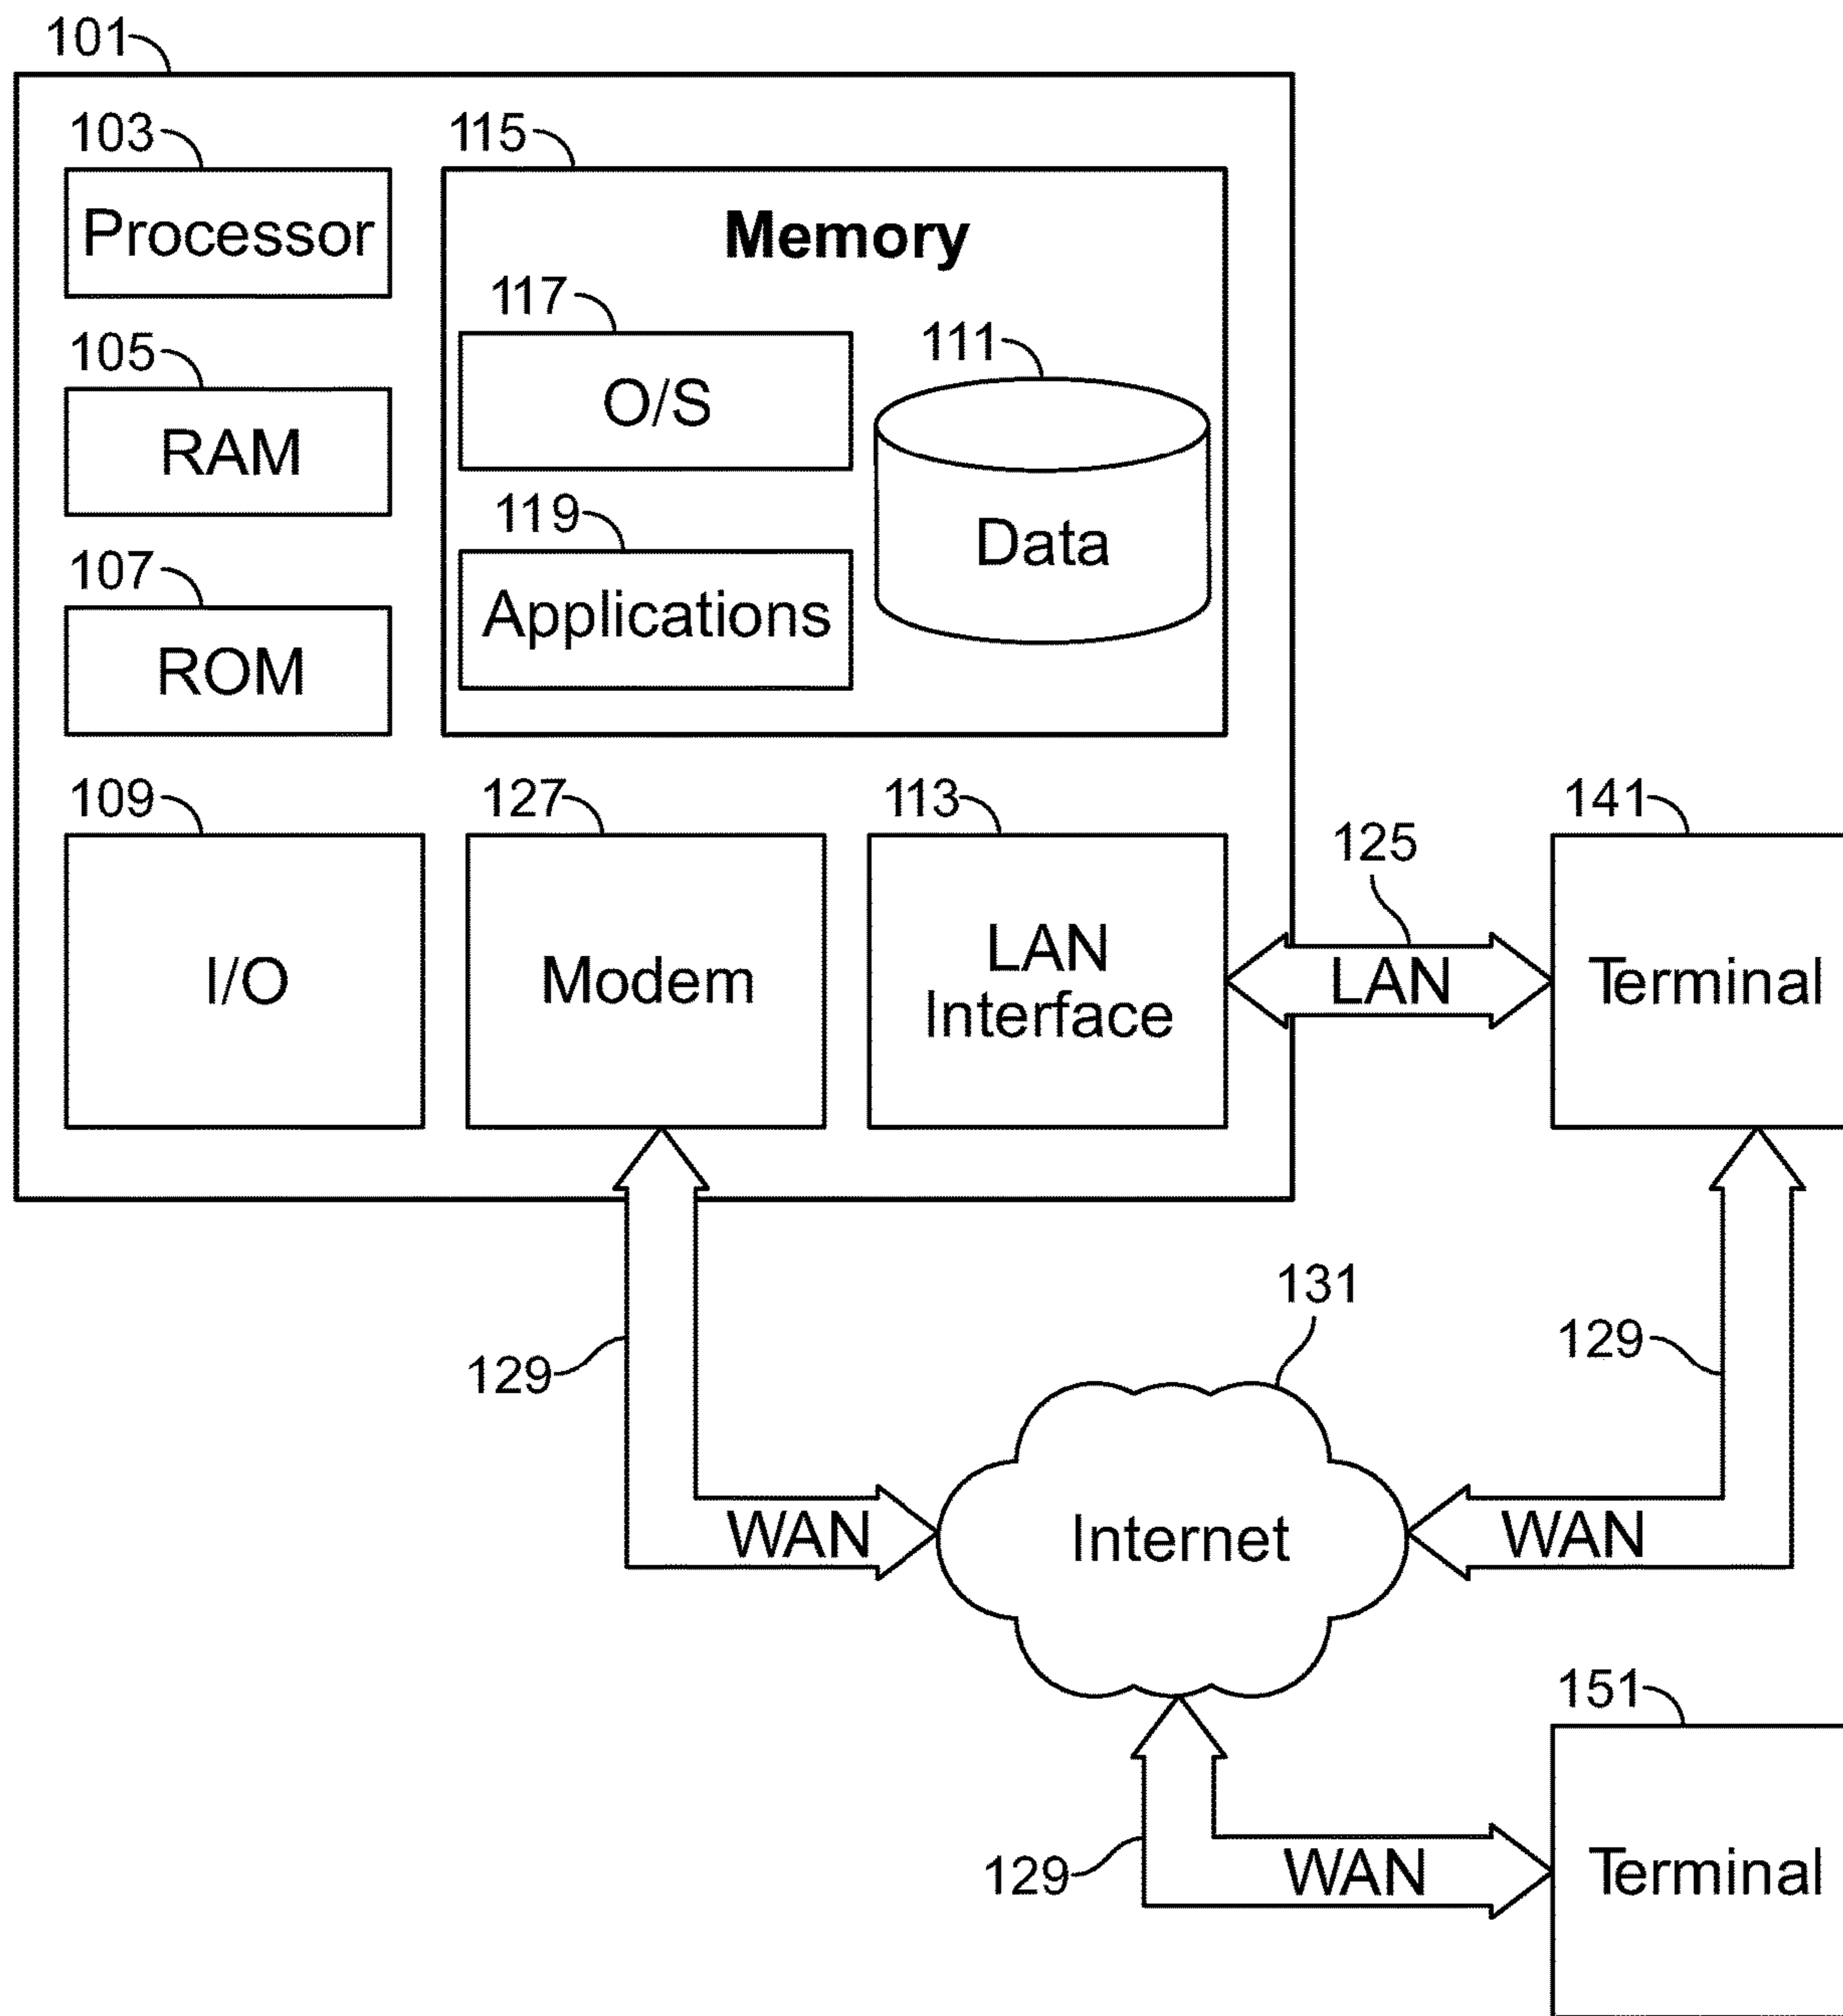 101
103
Processor
105
RAM
107
ROM
115
Memory
117
O/S
111
Data
119
Applications
109
I/O
127
Modem
113
LAN
Interface
125
LAN
141
Terminal
129
WAN
131
Internet
129
WAN
129
WAN
151
Terminal